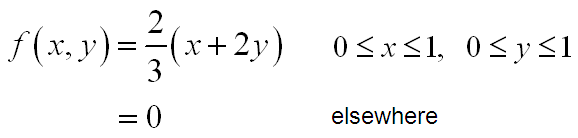 f(x, y) = 2/3 (x + 2y) 0 ≤ x ≤ 1, 0 ≤ y ≤ 1
= 0 elsewhere